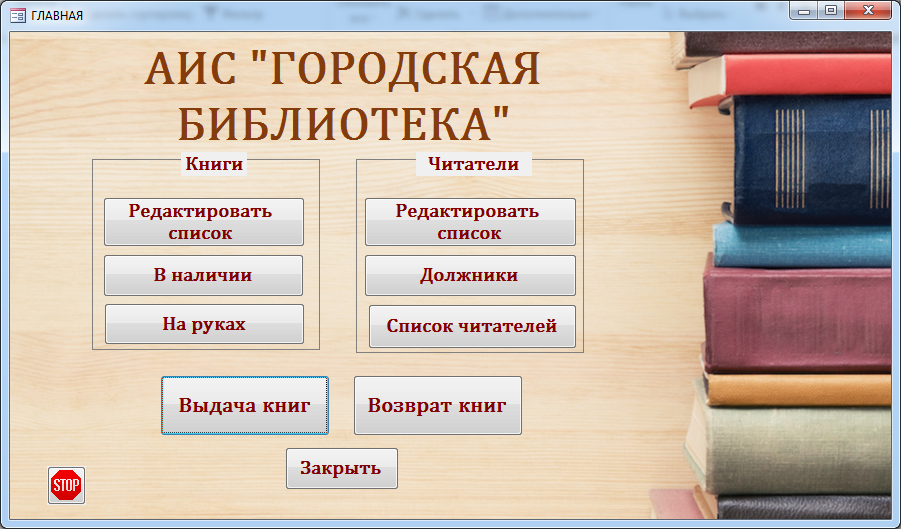 ГЛАВНАЯ
АИС "ГОРОДСКАЯ
БИБЛИОТЕКА"
Книги
Редактировать
список
В наличии
На руках
Читатели
Редактировать
список
Должники
Список читателей
Выдача книг
Возврат книг
Закрыть
STOP